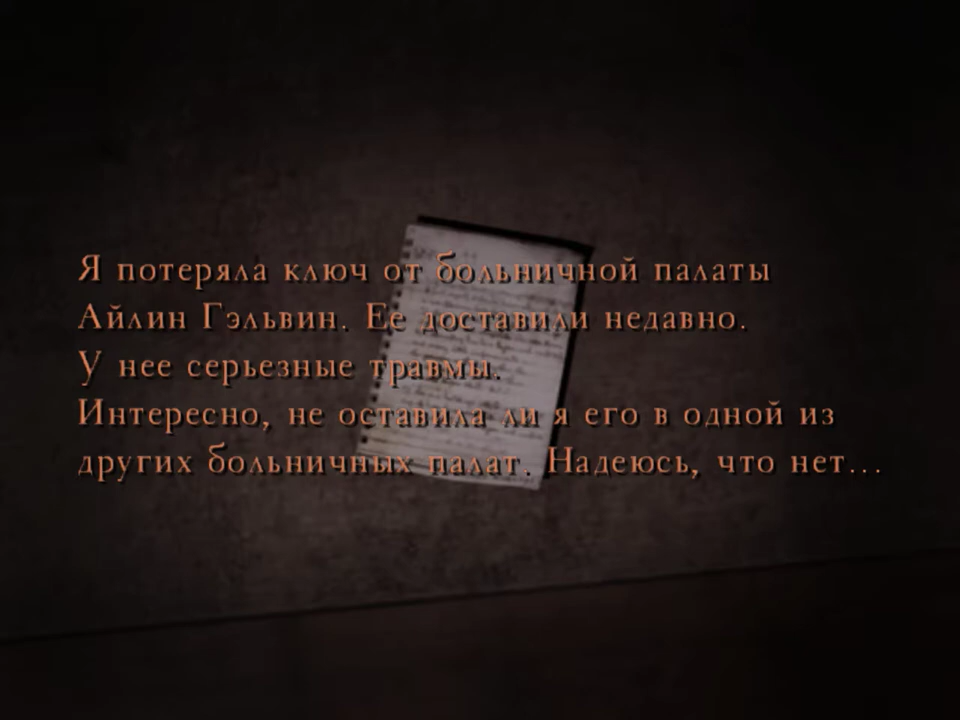 Я потеряла ключ от больничной палаты
Айлин Гэльвин. Ее доставили недавно.
У нее серьезные травмы.
Интересно, не оставила ли я его в одной из
других больничных палат. Надеюсь, что нет...